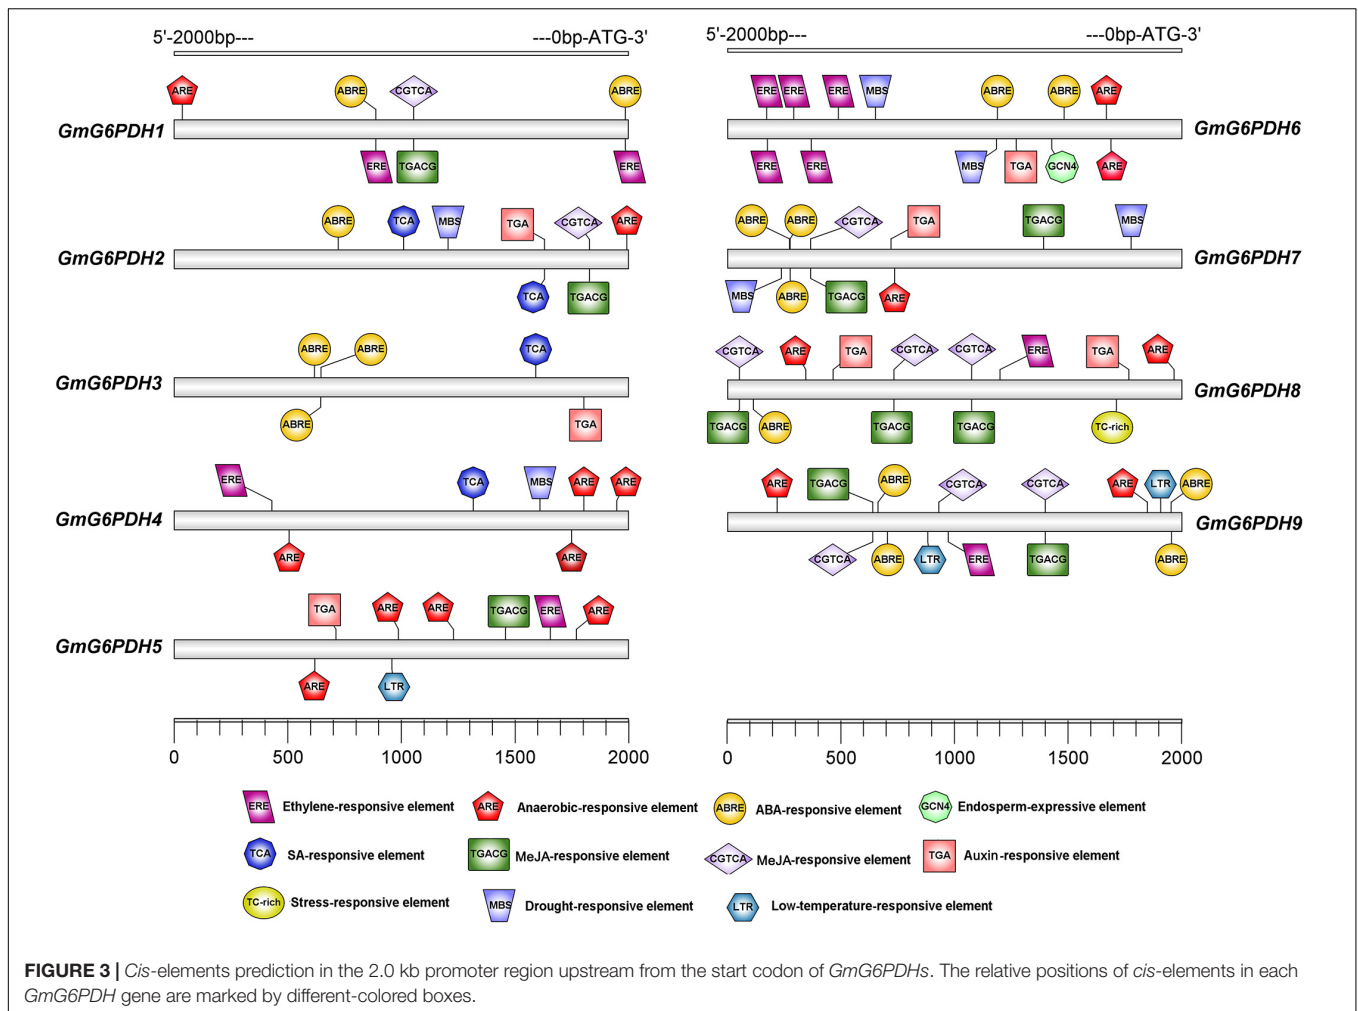 5'-2000bp---
---0bp-ATG-3'
ARE ABRE CGTCA ABRE
GmG6PDH1
ERE TGACG ERE
ABRE TCA MBS TGA CGTCA ARE
GmG6PDH2
TCA TGACG
ABRE ABRE TCA
GmG6PDH3
ABRE TGA
ERE TCA MBS ARE ARE
GmG6PDH4
ARE ARE
TGA ARE ARE TGACG ERE ARE
GmG6PDH5
ARE LTR
0 500 1000 1500 2000
5'-2000bp---
---0bp-ATG-3'
ERE ERE ERE MBS ABRE ABRE ARE
GmG6PDH6
ERE ERE MBS TGA GCN4 ARE
ABRE ABRE CGTCA TGA TGACG MBS
GmG6PDH7
MBS ABRE TGACG ARE
CGTCA ARE TGA CGTCA CGTCA ERE TGA ARE
GmG6PDH8
TGACG ABRE TGACG TGACG TC-rich
ARE TGACG ABRE CGTCA CGTCA ARE LTR ABRE
GmG6PDH9
CGTCA ABRE LTR ERE TGACG ABRE
0 500 1000 1500 2000
ERE Ethylene-responsive element ARE Anaerobic-responsive element ABRE ABA-responsive element GCN4 Endosperm-expressive element
TCA SA-responsive element TGACG MeJA-responsive element CGTCA MeJA-responsive element TGA Auxin-responsive element
TC-rich Stress-responsive element MBS Drought-responsive element LTR Low-temperature-responsive element
FIGURE 3 | Cis-elements prediction in the 2.0 kb promoter region upstream from the start codon of GmG6PDHs. The relative positions of cis-elements in each
GmG6PDH gene are marked by different-colored boxes.